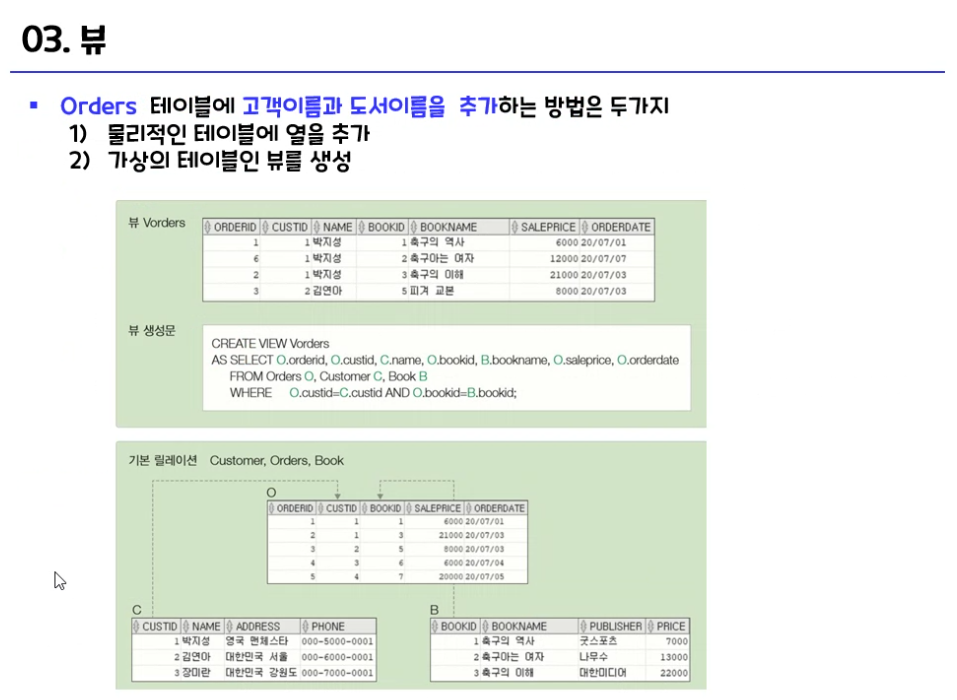 03. 뷰
▪ Orders 테이블에 고객이름과 도서이름을 추가하는 방법은 두가지
1) 물리적인 테이블에 열을 추가
2) 가상의 테이블인 뷰를 생성
뷰 Vorders
ORDERID CUSTID NAME BOOKID BOOKNAME SALEPRICE ORDERDATE
1 1 박지성 1 축구의 역사 6000 20/07/01
6 1 박지성 2 축구아는 여자 12000 20/07/07
2 1 박지성 3 축구의 이해 21000 20/07/03
3 2 김연아 5 피겨 교본 8000 20/07/03
뷰 생성문
CREATE VIEW Vorders
AS SELECT O.orderid, O.custid, C.name, O.bookid, B.bookname, O.saleprice, O.orderdate
FROM Orders O, Customer C, Book B
WHERE O.custid=C.custid AND O.bookid=B.bookid;
기본 릴레이션 Customer, Orders, Book
O
ORDERID CUSTID BOOKID SALEPRICE ORDERDATE
1 1 1 6000 20/07/01
2 1 3 21000 20/07/03
3 2 5 8000 20/07/03
4 3 6 6000 20/07/04
5 4 7 20000 20/07/05
C
CUSTID NAME ADDRESS PHONE
1 박지성 영국 맨체스타 000-5000-0001
2 김연아 대한민국 서울 000-6000-0001
3 장미란 대한민국 강원도 000-7000-0001
B
BOOKID BOOKNAME PUBLISHER PRICE
1 축구의 역사 굿스포츠 7000
2 축구아는 여자 나무수 13000
3 축구의 이해 대한미디어 22000